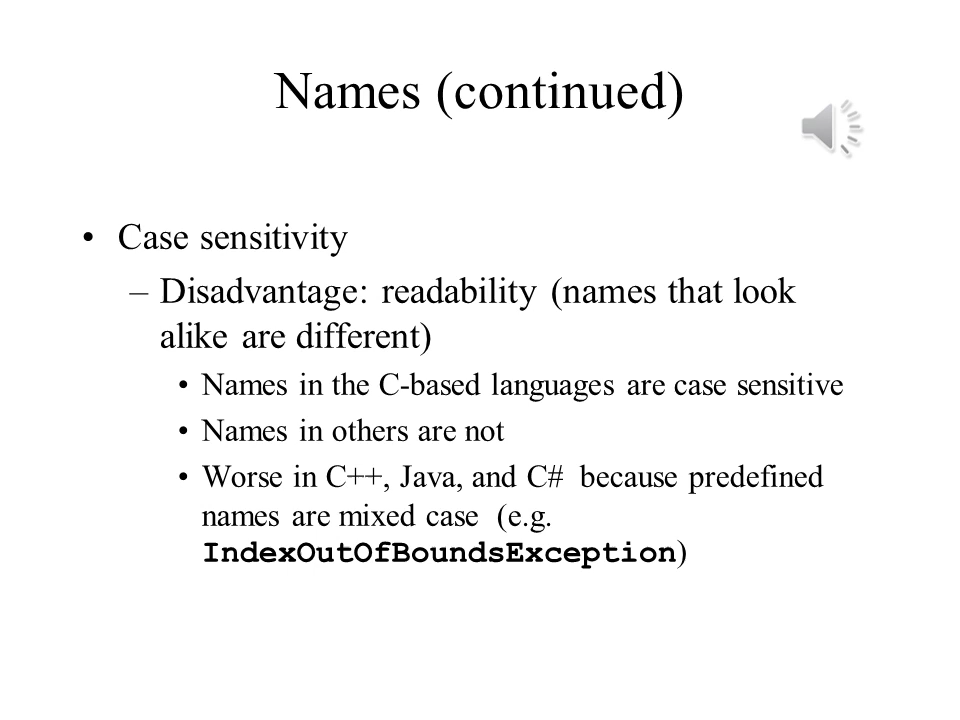 Names (continued)
• Case sensitivity
– Disadvantage: readability (names that look
alike are different)
• Names in the C-based languages are case sensitive
• Names in others are not
• Worse in C++, Java, and C#  because predefined
names are mixed case  (e.g.
IndexOutOfBoundsException)